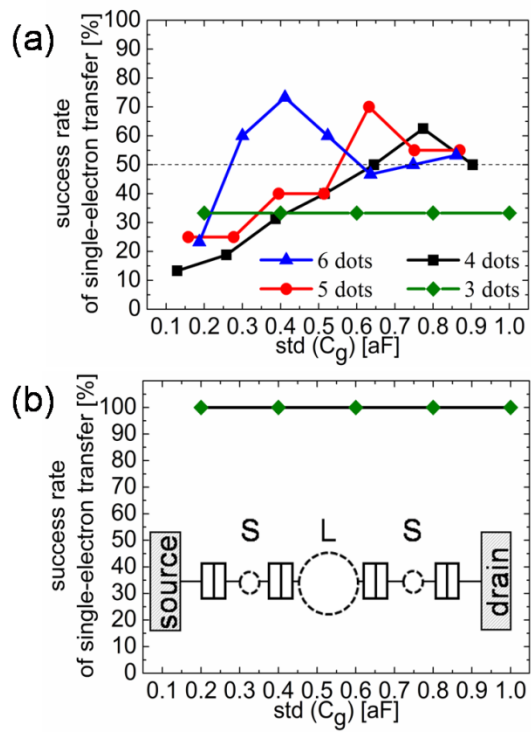 (a)
success rate
of single-electron transfer [%]
100
90
80
70
60
50
40
30
20
10
0
6 dots
4 dots
5 dots
3 dots
0.1 0.2 0.3 0.4 0.5 0.6 0.7 0.8 0.9 1.0
std (Cg) [aF]
(b)
success rate
of single-electron transfer [%]
100
90
80
70
60
50
40
30
20
10
0
S L S
source
drain
0.1 0.2 0.3 0.4 0.5 0.6 0.7 0.8 0.9 1.0
std (Cg) [aF]